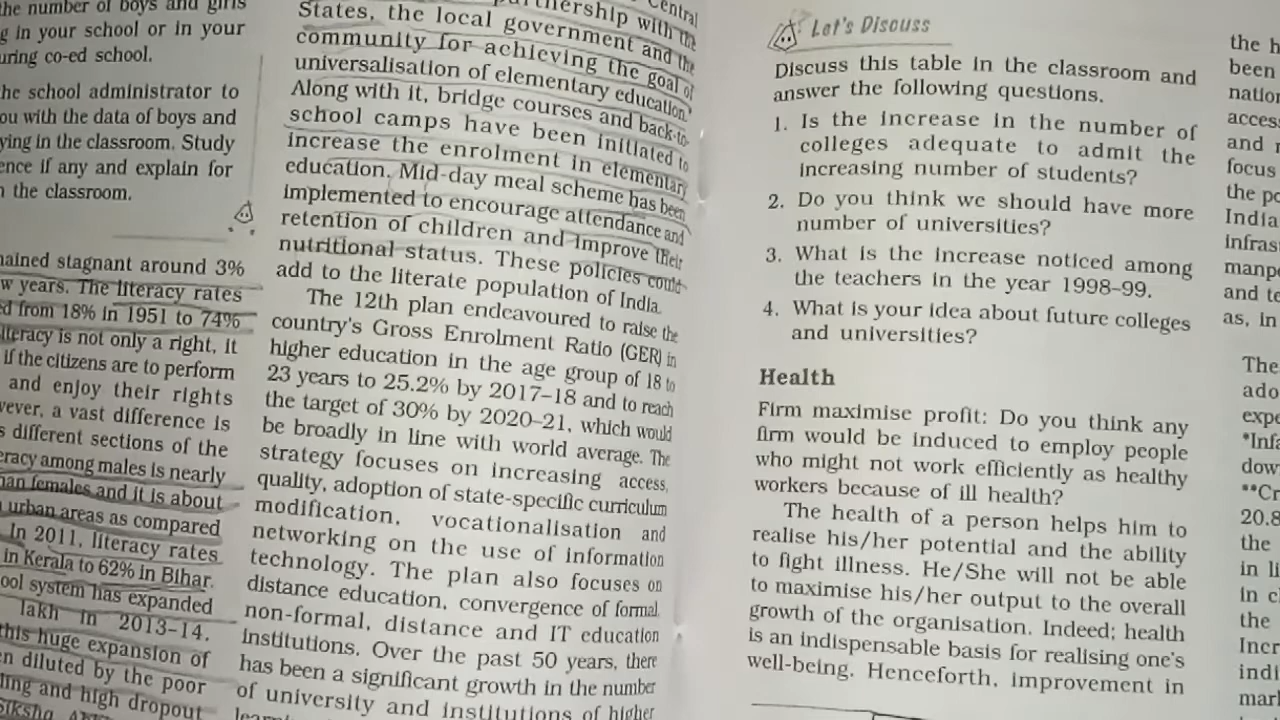 the number of boys and girls
g in your school or in your
uring co-ed school.
he school administrator to
ou with the data of boys and
ying in the classroom. Study
ence if any and explain for
n the classroom.
ained stagnant around 3%
w years. The literacy rates
ed from 18% in 1951 to 74%
literacy is not only a right, it
if the citizens are to perform
and enjoy their rights
vever, a vast difference is
s different sections of the
eracy among males is nearly
han females and it is about
urban areas as compared
In 2011, literacy rates
in Kerala to 62% in Bihar.
ool system has expanded
lakh in 2013–14.
this huge expansion of
en diluted by the poor
ling and high dropout
Central
partnership with the
States, the local government and the
community for achieving the goal of
universalisation of elementary education.
Along with it, bridge courses and back-to-
school camps have been initiated to
increase the enrolment in elementary
education. Mid-day meal scheme has been
implemented to encourage attendance and
retention of children and improve their
nutritional status. These policies could
add to the literate population of India.
The 12th plan endeavoured to raise the
country's Gross Enrolment Ratio (GER) in
higher education in the age group of 18 to
23 years to 25.2% by 2017–18 and to reach
the target of 30% by 2020–21, which would
be broadly in line with world average. The
strategy focuses on increasing access,
quality, adoption of state-specific curriculum
modification, vocationalisation and
networking on the use of information
technology. The plan also focuses on
distance education, convergence of formal,
non-formal, distance and IT education
institutions. Over the past 50 years, there
has been a significant growth in the number
of university and institutions of higher
Let's Discuss
Discuss this table in the classroom and
answer the following questions.
1. Is the increase in the number of
colleges adequate to admit the
increasing number of students?
2. Do you think we should have more
number of universities?
3. What is the increase noticed among
the teachers in the year 1998–99.
4. What is your idea about future colleges
and universities?
Health
Firm maximise profit: Do you think any
firm would be induced to employ people
who might not work efficiently as healthy
workers because of ill health?
The health of a person helps him to
realise his/her potential and the ability
to fight illness. He/She will not be able
to maximise his/her output to the overall
growth of the organisation. Indeed; health
is an indispensable basis for realising one's
well-being. Henceforth, improvement in
the h
been
nation
access
and r
focus
the po
India
infras
manpo
and te
as, in
The
ado
expe
*Infa
dow
**Cr
20.8
the
in li
in c
the
Incr
indi
mar